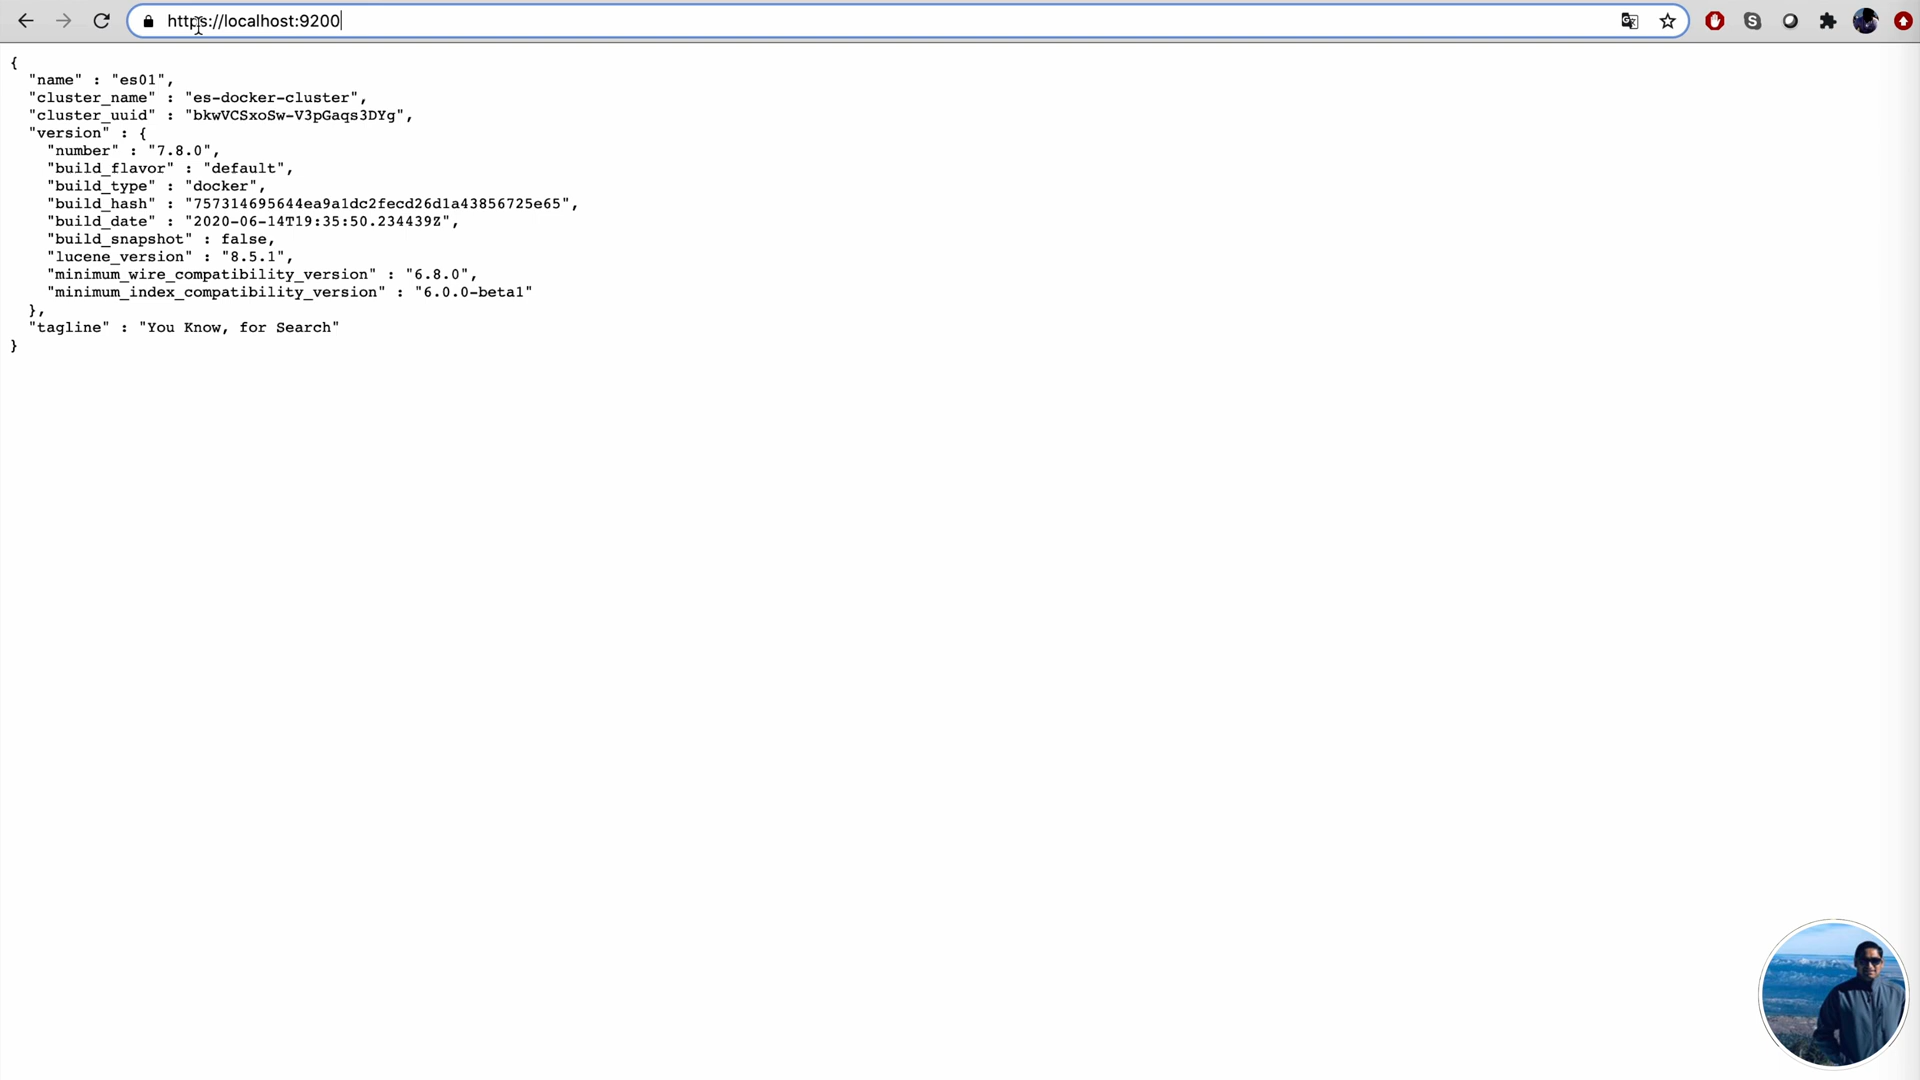 https://localhost:9200
{
"name" : "es01",
"cluster_name" : "es-docker-cluster",
"cluster_uuid" : "bkwVCSxoSw-V3pGaqs3DYg",
"version" : {
"number" : "7.8.0",
"build_flavor" : "default",
"build_type" : "docker",
"build_hash" : "757314695644ea9a1dc2fecd26d1a43856725e65",
"build_date" : "2020-06-14T19:35:50.234439Z",
"build_snapshot" : false,
"lucene_version" : "8.5.1",
"minimum_wire_compatibility_version" : "6.8.0",
"minimum_index_compatibility_version" : "6.0.0-beta1"
},
"tagline" : "You Know, for Search"
}